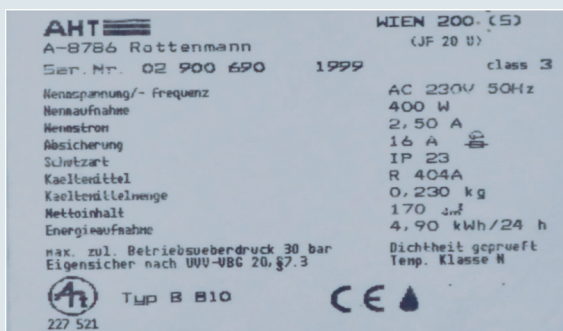 AHT WIEN 200 (S)
A-8786 Rottenmann (JF 20 U)
Ser.Nr. 02 900 690 1999 class 3
Nennspannung/- frequenz AC 230V 50Hz
Nennaufnahme 400 W
Nennstrom 2,50 A
Absicherung 16 A
Schutzart IP 23
Kaeltemittel R 404A
Kaeltemittelmenge 0,230 kg
Nettoinhalt 170
Energieaufnahme 4,90 kWh/24 h
max. zul. Betriebsueberdruck 30 bar Dichtheit geprueft
Eigensicher nach UVV-VBG 20,§7.3 Temp. Klasse N
Typ B B10 CE
227 521